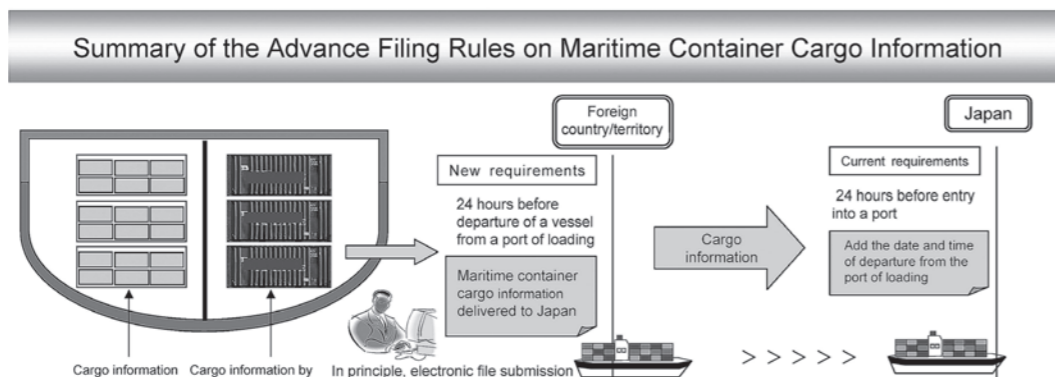 Summary of the Advance Filing Rules on Maritime Container Cargo Information
Foreign
country/territory
Japan
New requirements
24 hours before
departure of a vessel
from a port of loading
Maritime container
cargo information
delivered to Japan
Cargo
information
Current requirements
24 hours before entry
into a port
Add the date and time
of departure from the
port of loading
Cargo information
Cargo information by
In principle, electronic file submission
> > > > > >